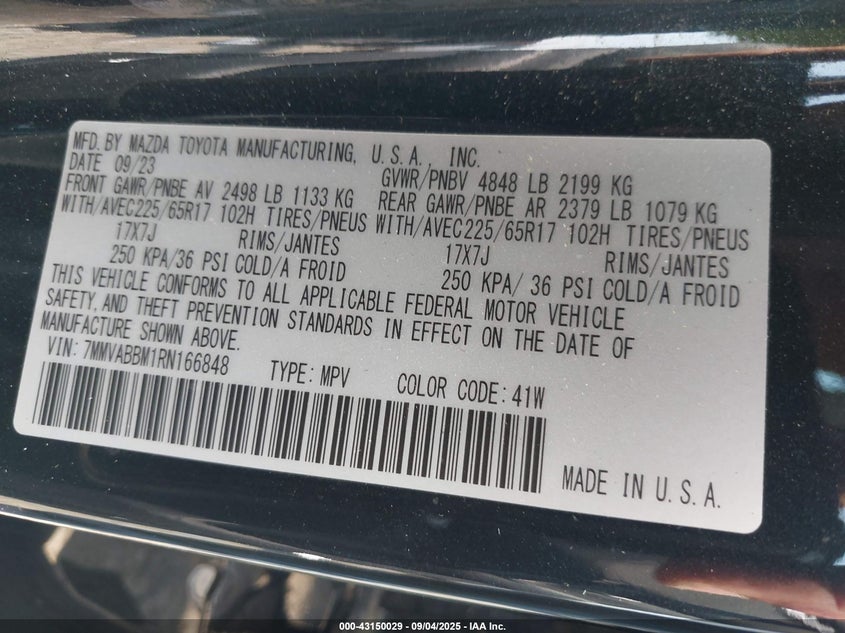 MFD. BY MAZDA TOYOTA MANUFACTURING, U.S.A., INC.
DATE 09/23 GVWR/PNBV 4848 LB 2199 KG
FRONT GAWR/PNBE AV 2498 LB 1133 KG REAR GAWR/PNBE AR 2379 LB 1079 KG
WITH/AVEC225/65R17 102H TIRES/PNEUS WITH/AVEC225/65R17 102H TIRES/PNEUS
17X7J RIMS/JANTES 17X7J RIMS/JANTES
250 KPA/36 PSI COLD/A FROID 250 KPA/ 36 PSI COLD/A FROID
THIS VEHICLE CONFORMS TO ALL APPLICABLE FEDERAL MOTOR VEHICLE
SAFETY, AND THEFT PREVENTION STANDARDS IN EFFECT ON THE DATE OF
MANUFACTURE SHOWN ABOVE.
VIN: 7MMVABBM1RN166848 TYPE: MPV COLOR CODE: 41W
MADE IN U.S.A.
000-43150029 - 09/04/2025 - IAA Inc.